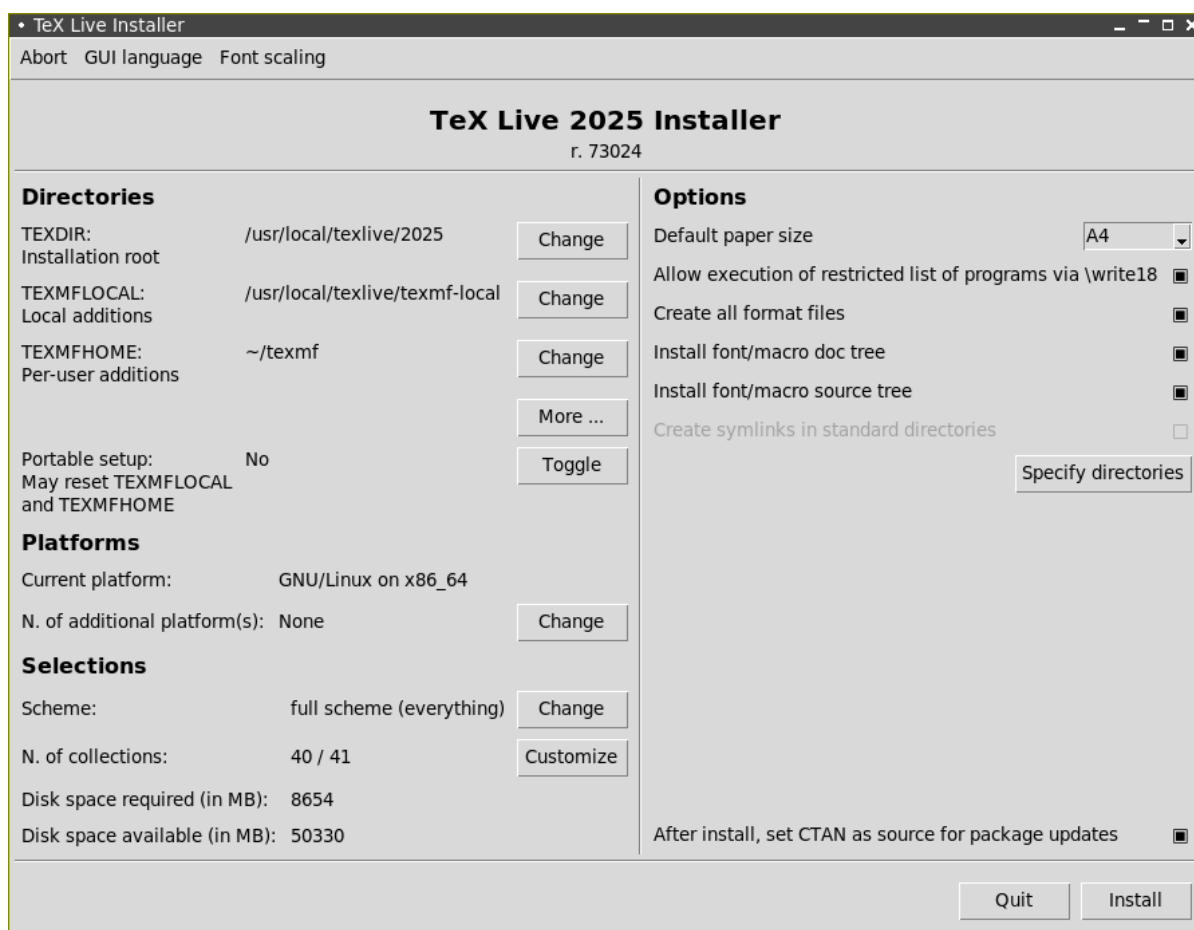 TeX Live Installer
Abort GUI language Font scaling
TeX Live 2025 Installer
r. 73024
Directories
TEXDIR: /usr/local/texlive/2025 Change
Installation root
TEXMFLOCAL: /usr/local/texlive/texmf-local Change
Local additions
TEXMFHOME: ~/texmf Change
Per-user additions
More ...
Portable setup: No Toggle
May reset TEXMFLOCAL
and TEXMFHOME
Platforms
Current platform: GNU/Linux on x86_64
N. of additional platform(s): None Change
Selections
Scheme: full scheme (everything) Change
N. of collections: 40 / 41 Customize
Disk space required (in MB): 8654
Disk space available (in MB): 50330
Options
Default paper size A4
Allow execution of restricted list of programs via \write18
Create all format files
Install font/macro doc tree
Install font/macro source tree
Create symlinks in standard directories
Specify directories
After install, set CTAN as source for package updates
Quit Install